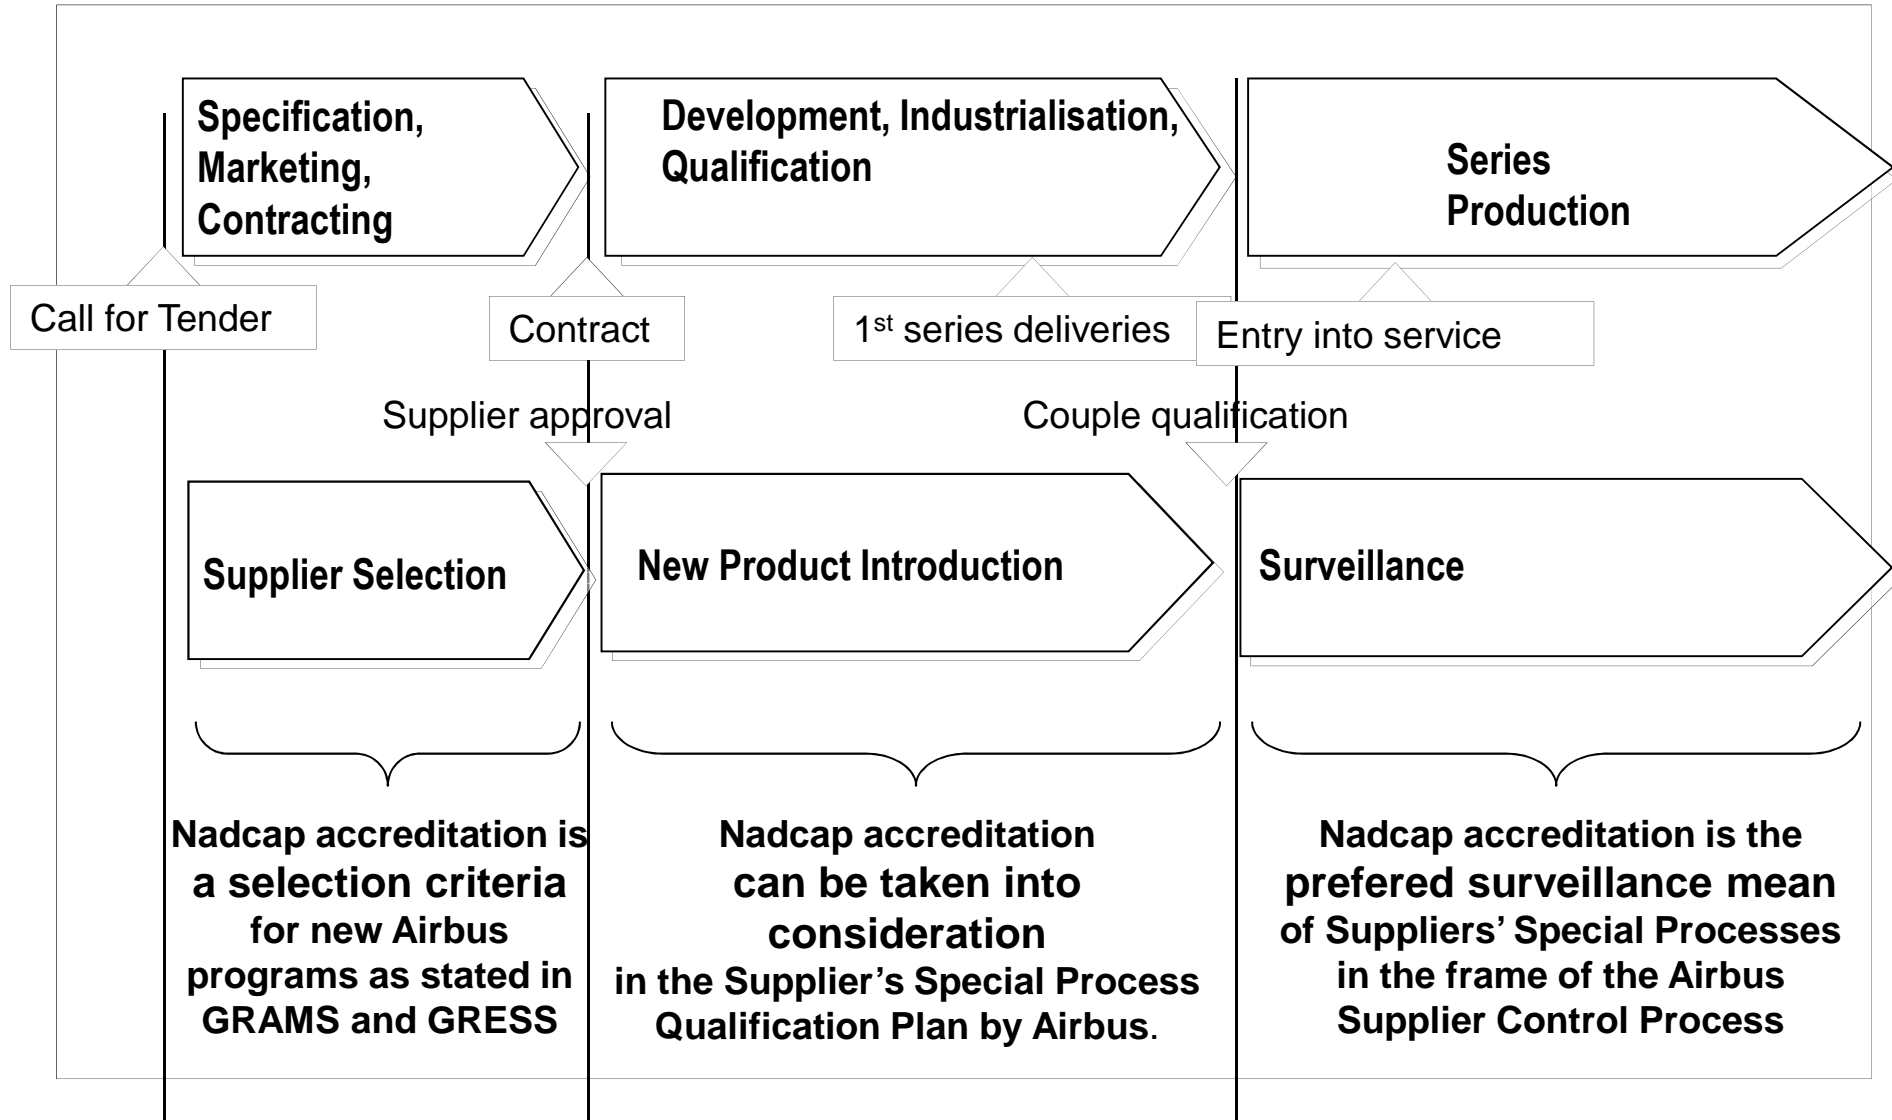 Specification,
Marketing,
Contracting
Development, Industrialisation,
Qualification
Series
Production
Call for Tender
Contract
1st series deliveries
Entry into service
Supplier approval
Couple qualification
Supplier Selection
New Product Introduction
Surveillance
Nadcap accreditation is
a selection criteria
for new Airbus
programs as stated in
GRAMS and GRESS
Nadcap accreditation
can be taken into
consideration
in the Supplier’s Special Process
Qualification Plan by Airbus.
Nadcap accreditation is the
prefered surveillance mean
of Suppliers’ Special Processes
in the frame of the Airbus
Supplier Control Process